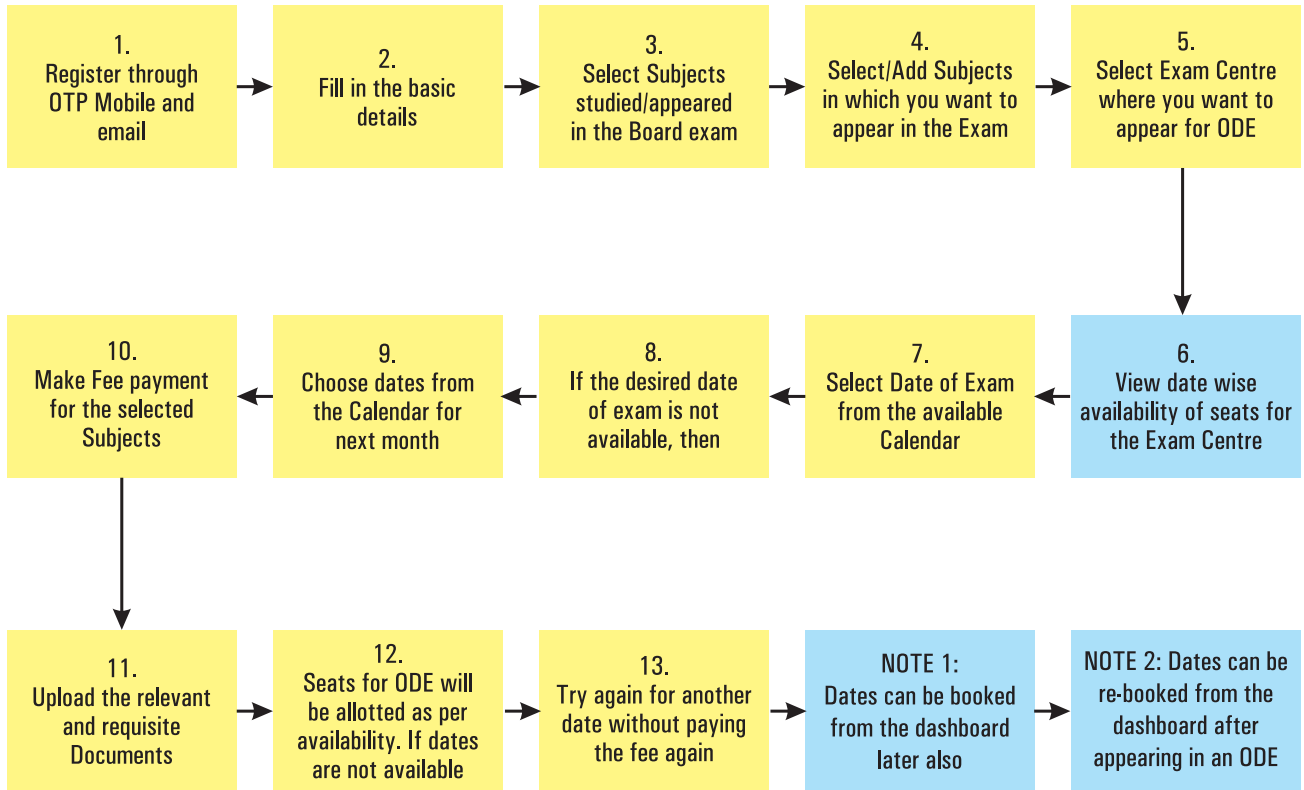 1.
Register through
OTP Mobile and
email
2.
Fill in the basic
details
3.
Select Subjects
studied/appeared
in the Board exam
4.
Select/Add Subjects
in which you want to
appear in the Exam
5.
Select Exam Centre
where you want to
appear for ODE
6.
View date wise
availability of seats for
the Exam Centre
7.
Select Date of Exam
from the available
Calendar
8.
If the desired date
of exam is not
available, then
9.
Choose dates from
the Calendar for
next month
10.
Make Fee payment
for the selected
Subjects
11.
Upload the relevant
and requisite
Documents
12.
Seats for ODE will
be allotted as per
availability. If dates
are not available
13.
Try again for another
date without paying
the fee again
NOTE 1:
Dates can be booked
from the dashboard
later also
NOTE 2: Dates can be
re-booked from the
dashboard after
appearing in an ODE